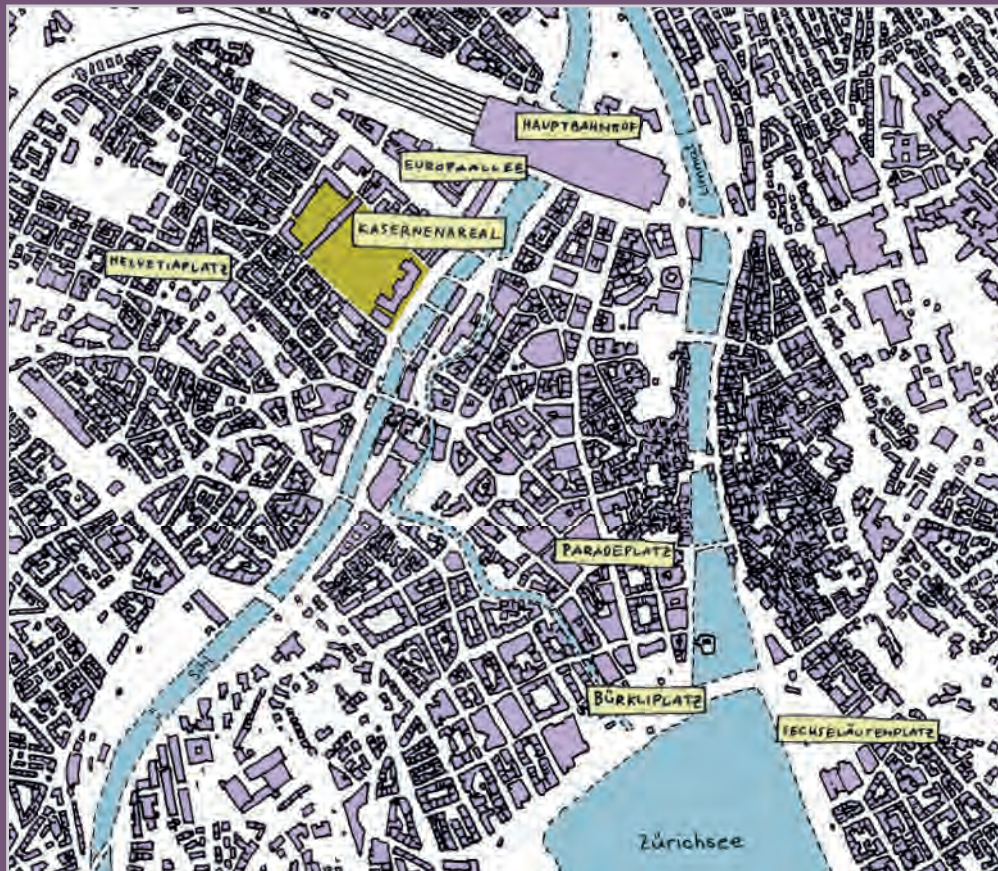 HAUPTBAHNHOF
Limmat
EUROPAALLEE
KASERNENAREAL
HELVETIAPLATZ
PARADEPLATZ
Sihl
BÜRKLIPLATZ
SECHSELÄUTENPLATZ
Zürichsee